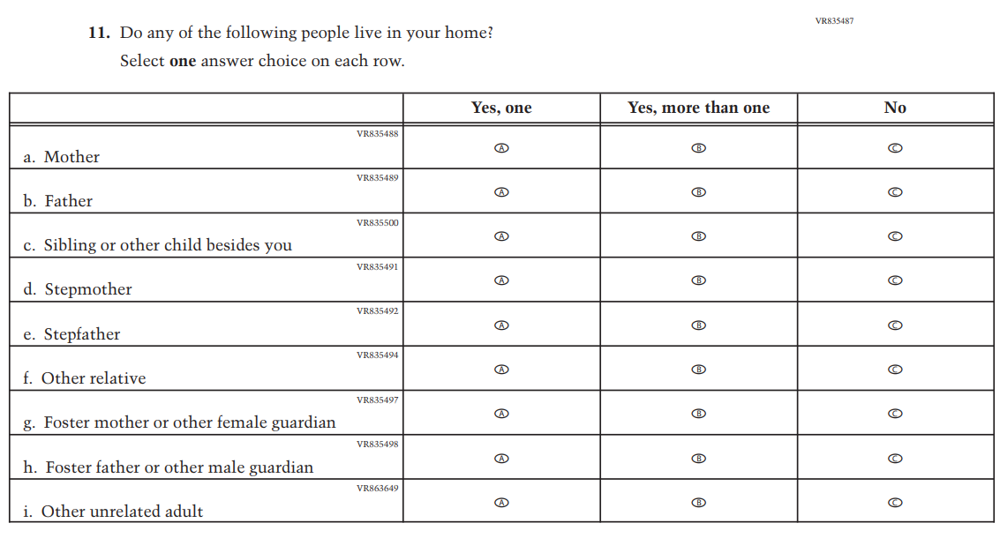 VR835487
11. Do any of the following people live in your home?
Select one answer choice on each row.
Yes, one Yes, more than one No
VR835488
a. Mother A B C
VR835489
b. Father A B C
VR835500
c. Sibling or other child besides you A B C
VR835491
d. Stepmother A B C
VR835492
e. Stepfather A B C
VR835494
f. Other relative A B C
VR835497
g. Foster mother or other female guardian A B C
VR835498
h. Foster father or other male guardian A B C
VR863649
i. Other unrelated adult A B C